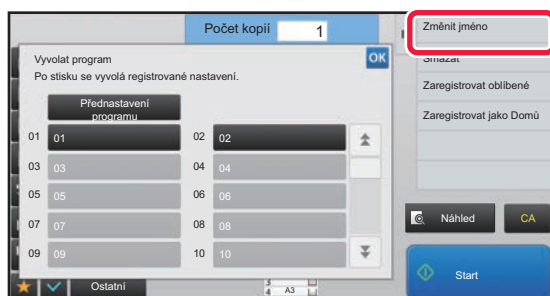 Počet kopií 1
Změnit jméno
Smazat
Zaregistrovat oblíbené
Zaregistrovat jako Domů
Vyvolat program
OK
Po stisku se vyvolá registrované nastavení.
Přednastavení
programu
01 01 02 02
03 03 04 04
05 05 06 06
07 07 08 08
09 09 10 10
Náhled
CA
Start
Ostatní
4 A3